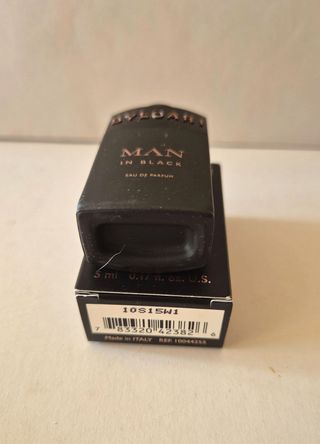 BVLGARI
MAN
IN BLACK
EAU DE PARFUM
5 ml 0.17 fl. oz. U.S.
10S15W1
7 83320 42382 6
Made in ITALY REF. 10044255